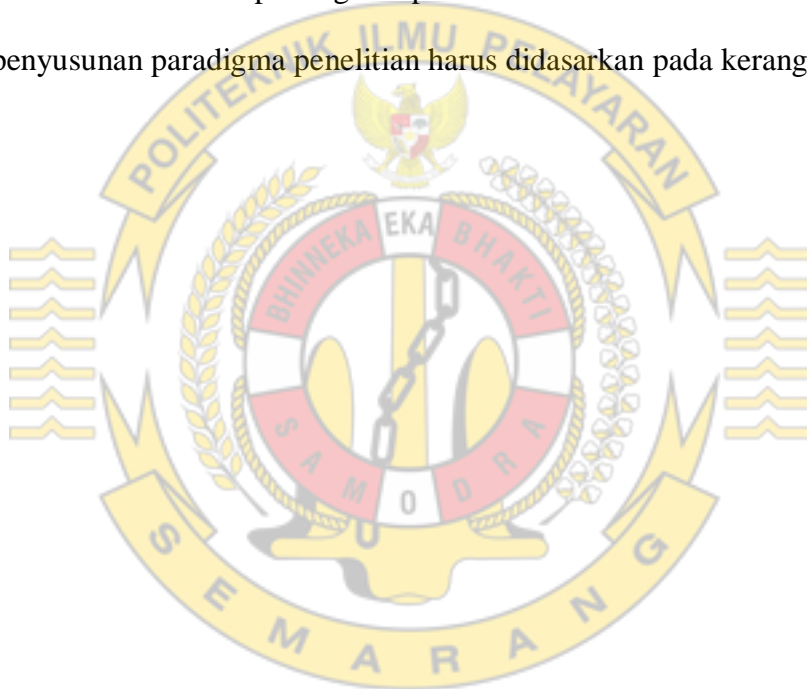 penyusunan paradigma penelitian harus didasarkan pada kerang
POLITEKNIK ILMU PELAYARAN
BHINNEKA EKA BHAKTI
SAMODRA
SEMARANG